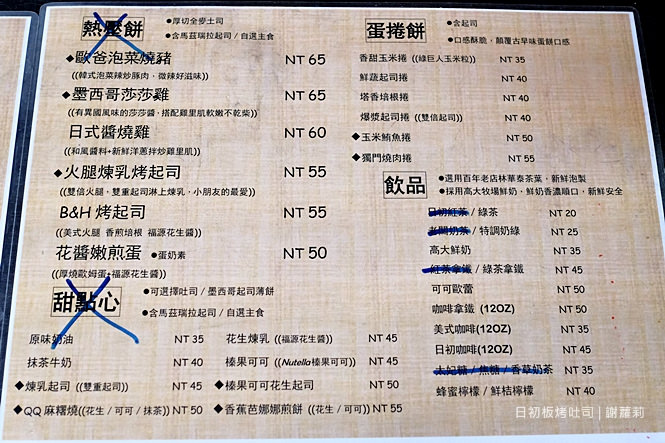 熱壓餅
●厚切全麥土司
●含馬茲瑞拉起司 / 自選主食
◆歐爸泡菜燒豬 NT 65
((韓式泡菜辣炒豚肉，微辣好滋味))
◆墨西哥莎莎雞 NT 65
((有異國風味的莎莎醬，搭配雞里肌軟嫩不乾柴))
日式醬燒雞 NT 60
((和風醬料+新鮮洋蔥拌炒雞里肌))
◆火腿煉乳烤起司 NT 55
((雙倍火腿，雙重起司淋上煉乳，小朋友的最愛))
B&H 烤起司 NT 55
((美式火腿 香煎培根 福源花生醬))
花醬嫩煎蛋 ●蛋奶素 NT 50
((厚燒歐姆蛋+福源花生醬))
甜點心
●可選擇吐司 / 墨西哥起司薄餅
●含馬茲瑞拉起司 / 自選主食
原味奶油 NT 35
抹茶牛奶 NT 40
◆煉乳起司 ((雙重起司)) NT 45
◆QQ 麻糬燒((花生 / 可可 / 抹茶)) NT 50
花生煉乳 ((福源花生醬)) NT 45
榛果可可 ((Nutella榛果可可)) NT 45
◆榛果可可花生起司 NT 50
◆香蕉芭娜娜煎餅 ((花生 / 可可)) NT 55
蛋捲餅
●含起司
●口感酥脆，顛覆古早味蛋餅口感
香甜玉米捲 ((綠巨人玉米粒)) NT 35
鮮蔬起司捲 NT 40
塔香培根捲 NT 40
爆漿起司捲 ((雙倍起司)) NT 40
◆玉米鮪魚捲 NT 50
◆獨門燒肉捲 NT 55
飲品
●選用百年老店林華泰茶葉，新鮮泡製
●採用高大牧場鮮奶，鮮奶香濃順口，新鮮安全
日初紅茶 / 綠茶 NT 20
老闆奶茶 / 特調奶綠 NT 25
高大鮮奶 NT 35
紅茶拿鐵 / 綠茶拿鐵 NT 45
可可歐蕾 NT 50
咖啡拿鐵 (12OZ) NT 50
美式咖啡(12OZ) NT 35
日初咖啡(12OZ) NT 45
太妃糖 / 焦糖 / 香草奶茶 NT 35
蜂蜜檸檬 / 鮮桔檸檬 NT 40
日初板烤吐司 | 謝蘿莉